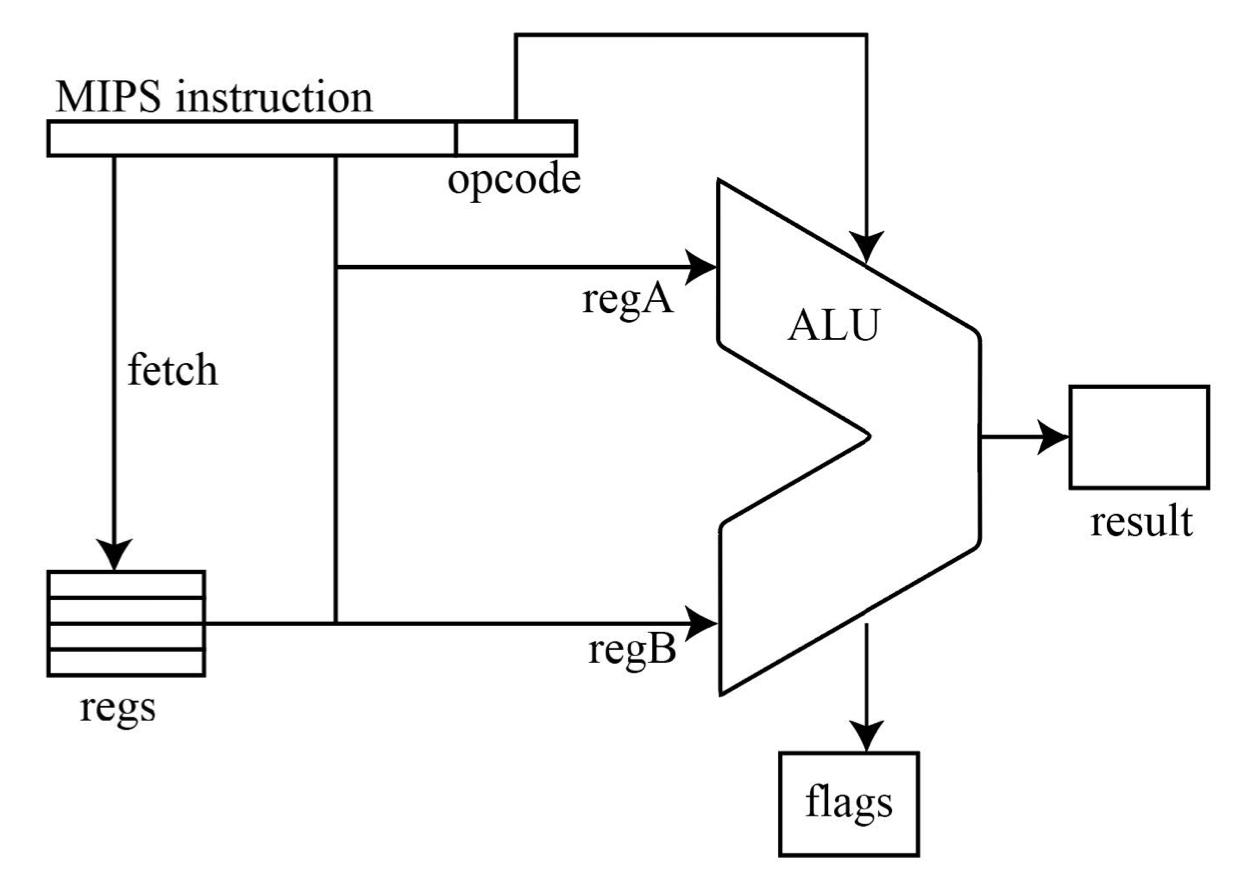 MIPS instruction
opcode
regA
ALU
fetch
result
regB
regs
flags